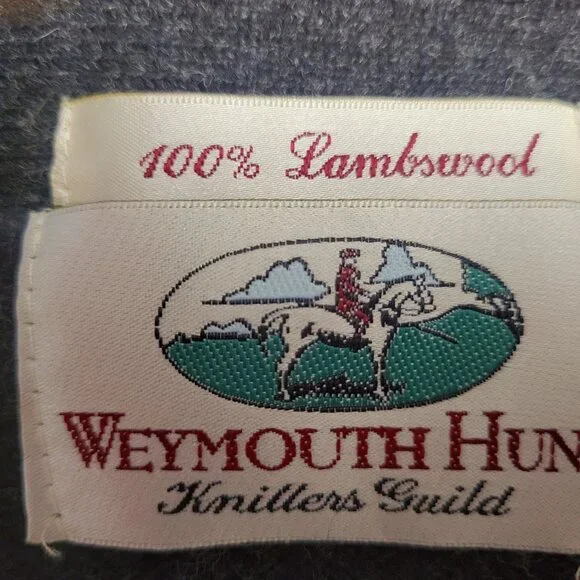 100% Lambswool
WEYMOUTH HUN
Knitters Guild